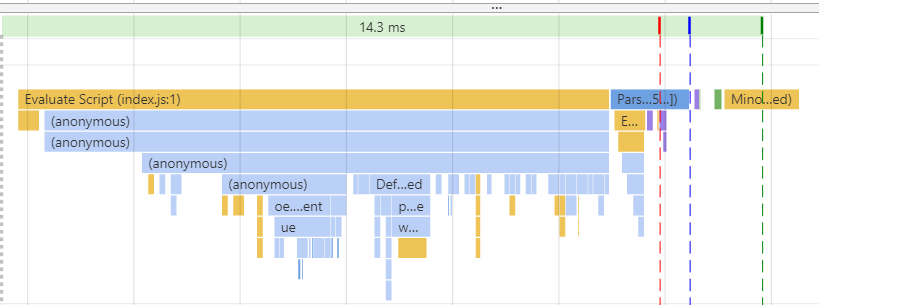 ...
14.3 ms
Evaluate Script (index.js:1) Pars...5...]) Mino...ed)
(anonymous) E...
(anonymous)
(anonymous)
(anonymous) Def...ed
oe....ent p...e
ue w...